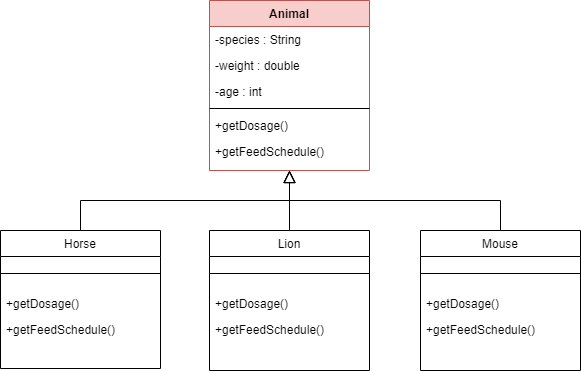 Animal
-species : String
-weight : double
-age : int
+getDosage()
+getFeedSchedule()
Horse
+getDosage()
+getFeedSchedule()
Lion
+getDosage()
+getFeedSchedule()
Mouse
+getDosage()
+getFeedSchedule()